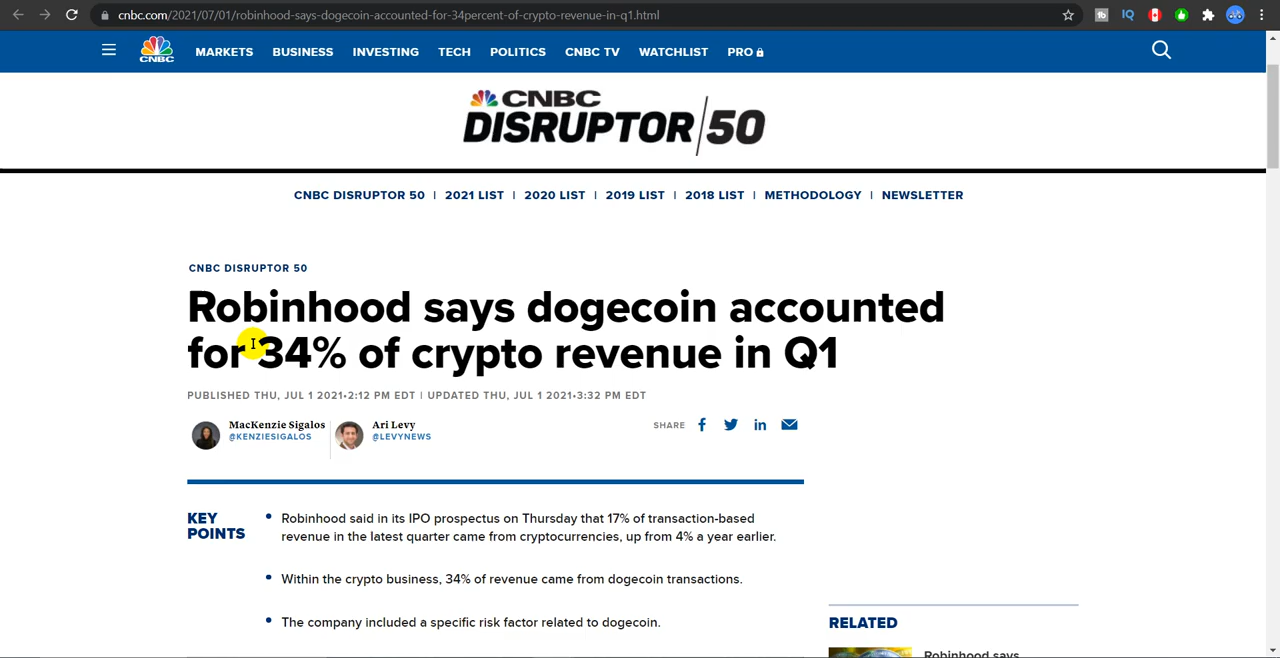 cnbc.com/2021/07/01/robinhood-says-dogecoin-accounted-for-34percent-of-crypto-revenue-in-q1.html
tb IQ
CNBC MARKETS BUSINESS INVESTING TECH POLITICS CNBC TV WATCHLIST PRO
CNBC
DISRUPTOR/50
CNBC DISRUPTOR 50 | 2021 LIST | 2020 LIST | 2019 LIST | 2018 LIST | METHODOLOGY | NEWSLETTER
CNBC DISRUPTOR 50
Robinhood says dogecoin accounted
for 34% of crypto revenue in Q1
PUBLISHED THU, JUL 1 2021•2:12 PM EDT | UPDATED THU, JUL 1 2021•3:32 PM EDT
MacKenzie Sigalos
@KENZIESIGALOS
Ari Levy
@LEVYNEWS
SHARE
KEY
POINTS
• Robinhood said in its IPO prospectus on Thursday that 17% of transaction-based
revenue in the latest quarter came from cryptocurrencies, up from 4% a year earlier.
• Within the crypto business, 34% of revenue came from dogecoin transactions.
• The company included a specific risk factor related to dogecoin.
RELATED
Robinhood says